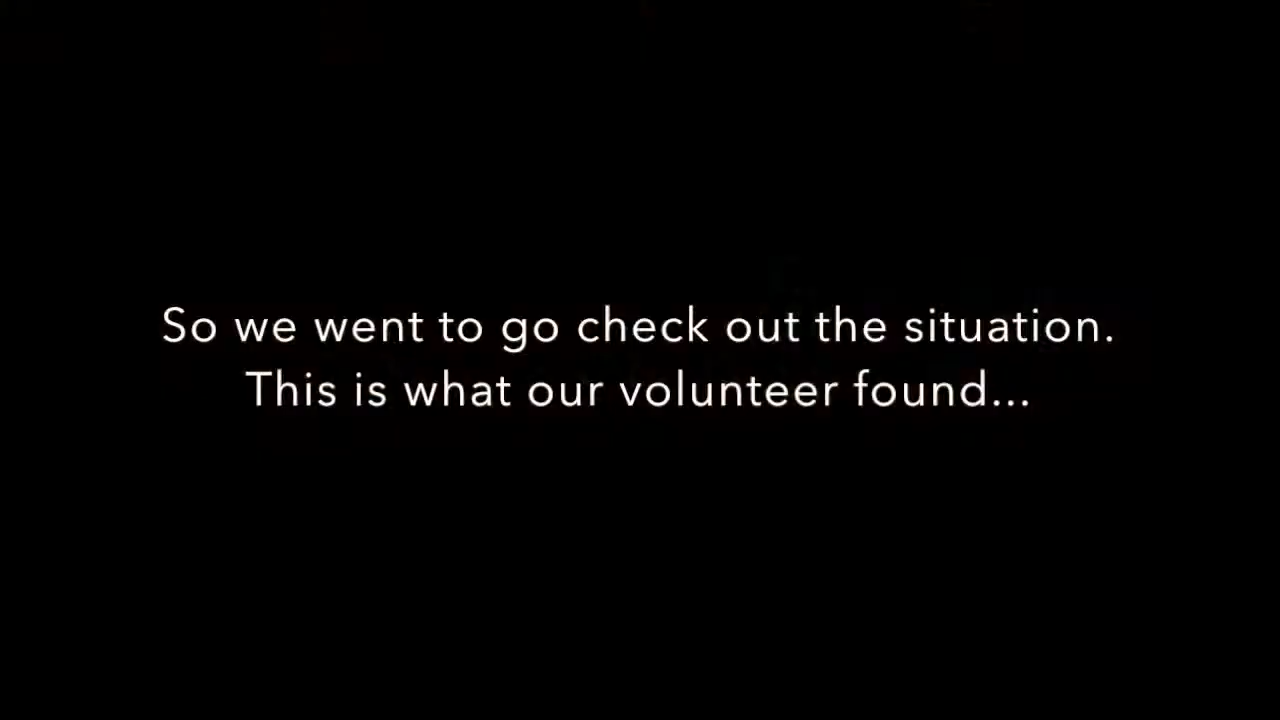 So we went to go check out the situation.
This is what our volunteer found...